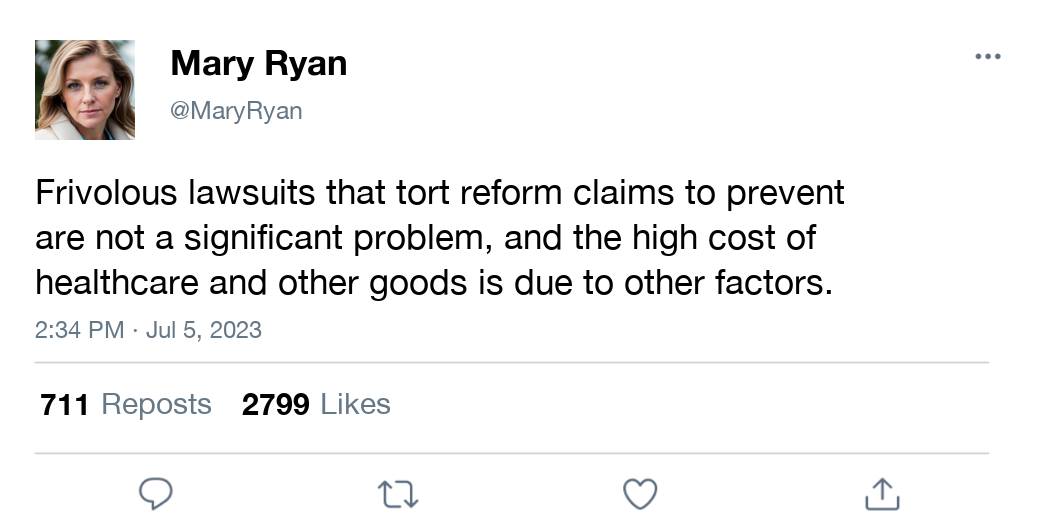 Mary Ryan
@MaryRyan
Frivolous lawsuits that tort reform claims to prevent
are not a significant problem, and the high cost of
healthcare and other goods is due to other factors.
2:34 PM · Jul 5, 2023
711 Reposts 2799 Likes